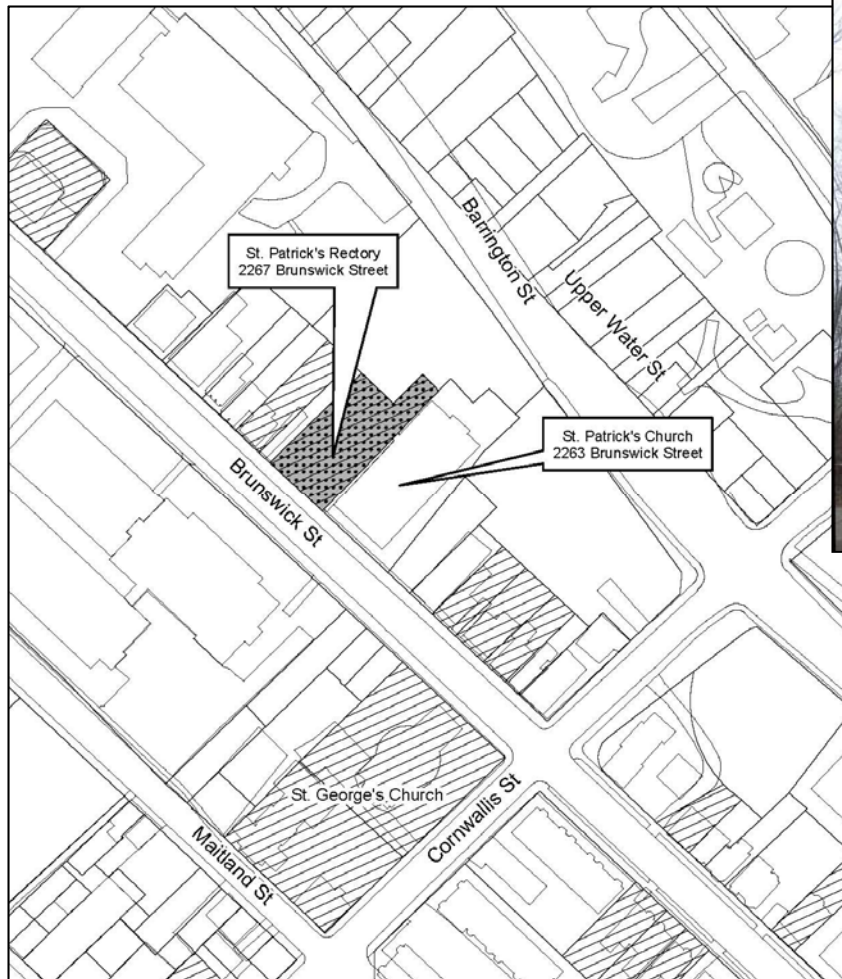 Barrington St
Upper Water St
St. Patrick's Rectory
2267 Brunswick Street
St. Patrick's Church
2263 Brunswick Street
Brunswick St
St. George's Church
Cornwallis St
Maitland St